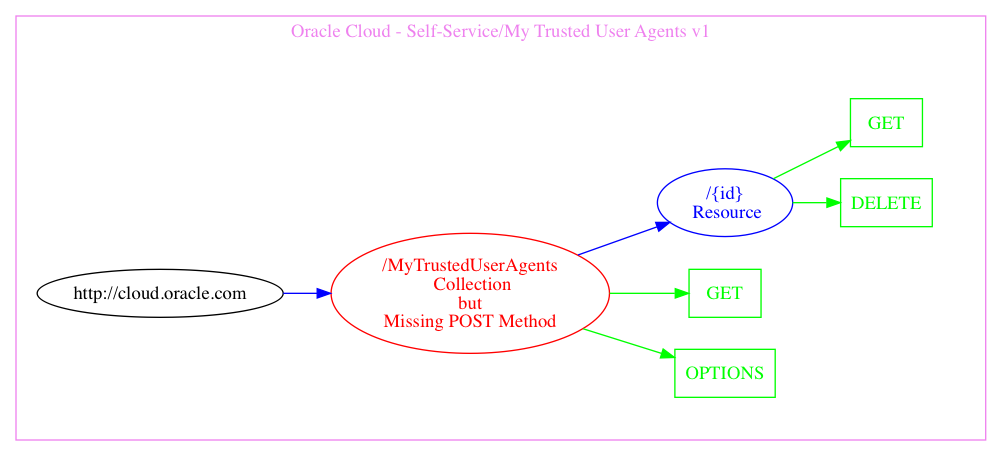 Oracle Cloud - Self-Service/My Trusted User Agents v1
http://cloud.oracle.com
/MyTrustedUserAgents
Collection
but
Missing POST Method
/{id}
Resource
GET
DELETE
GET
OPTIONS